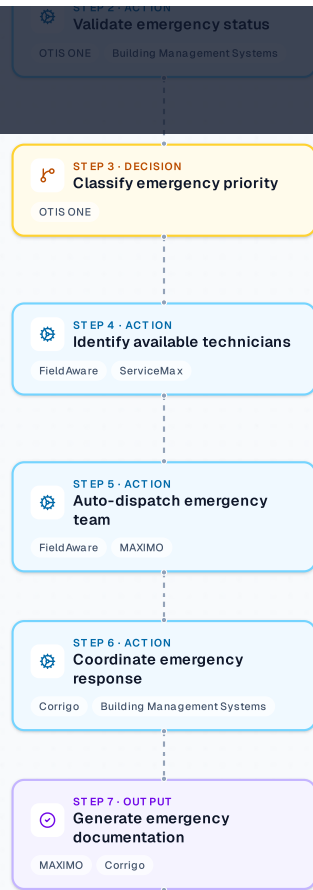 STEP 2 · ACTION
Validate emergency status
OTIS ONE
Building Management Systems
STEP 3 · DECISION
Classify emergency priority
OTIS ONE
STEP 4 · ACTION
Identify available technicians
FieldAware
ServiceMax
STEP 5 · ACTION
Auto-dispatch emergency
team
FieldAware
MAXIMO
STEP 6 · ACTION
Coordinate emergency
response
Corrigo
Building Management Systems
STEP 7 · OUTPUT
Generate emergency
documentation
MAXIMO
Corrigo